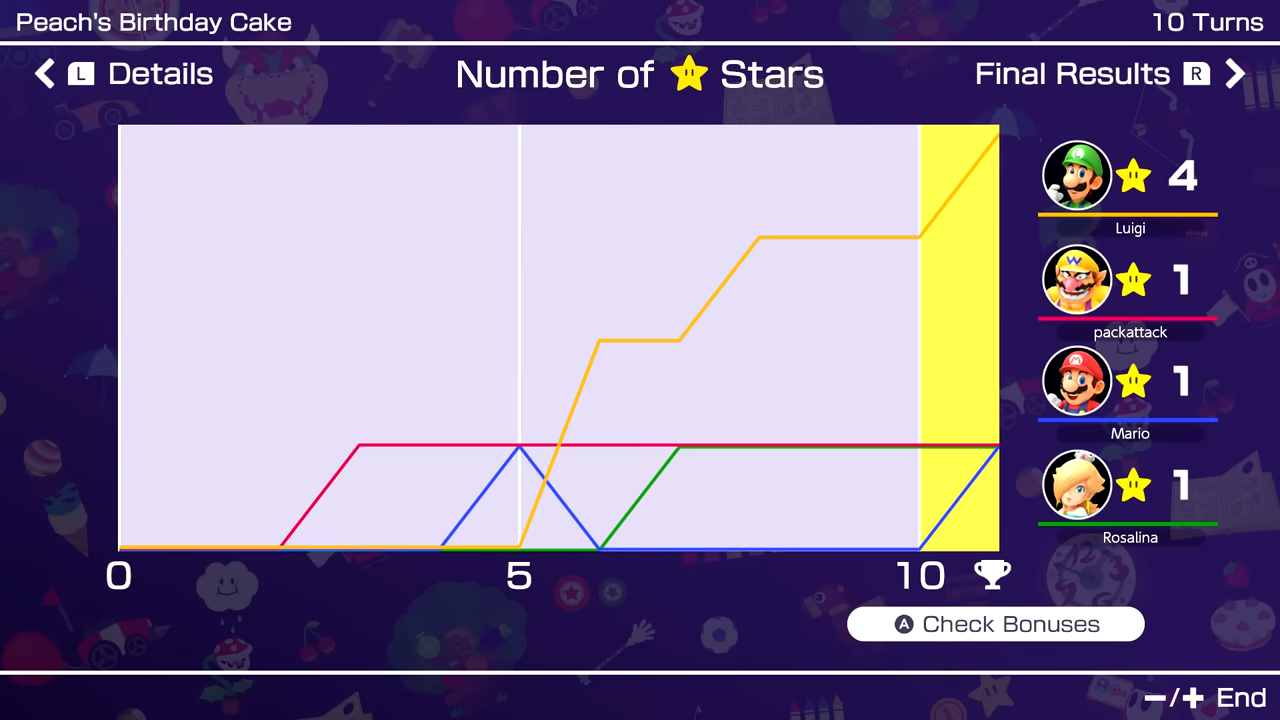 Peach's Birthday Cake
10 Turns
L Details
Number of Stars
Final Results R
4
Luigi
1
packattack
1
Mario
1
Rosalina
0 5 10
A Check Bonuses
−/+ End